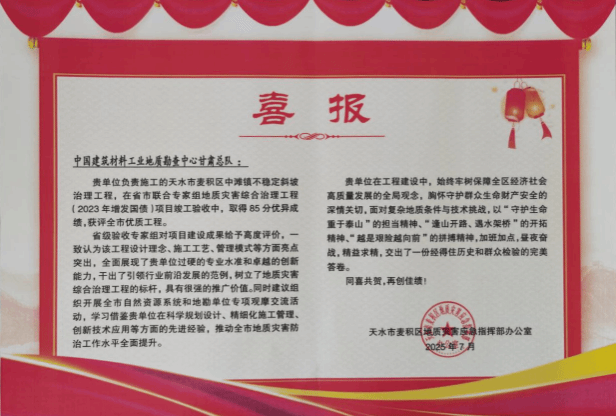 喜报
中国建筑材料工业地质勘查中心甘肃总队：
贵单位负责施工的天水市麦积区中滩镇不稳定斜坡
治理工程，在省市联合专家组地质灾害综合治理工程
（2023年增发国债）项目竣工验收中，取得85分优异成
绩，获评全市优质工程。
省级验收专家组对项目建设成果给予高度评价，一
致认为该工程设计理念、施工工艺、管理模式等方面亮点
突出，全面展现了贵单位过硬的专业水准和卓越的创新
能力，干出了引领行业前沿发展的范例，树立了地质灾害
综合治理工程的标杆，具有很强的推广价值。同时建议
组织开展全市自然资源系统和地勘单位专项观摩交流活
动，学习借鉴贵单位在科学规划设计、精细化施工管理、
创新技术应用等方面的先进经验，推动全市地质灾害防
治工作水平全面提升。
贵单位在工程建设中，始终牢树保障全区经济社会
高质量发展的全局观念，胸怀守护群众生命财产安全的
深情关切，面对复杂地质条件与技术挑战，以“守护生命
重于泰山”的担当精神、“逢山开路、遇水架桥”的开拓
精神、“越是艰险越向前”的拼搏精神，加班加点，昼夜奋
战，精益求精，交出了一份经得住历史和群众检验的完美
答卷。
同喜共贺，再创佳绩！
天水市麦积区地质灾害应急指挥部办公室
2025年7月